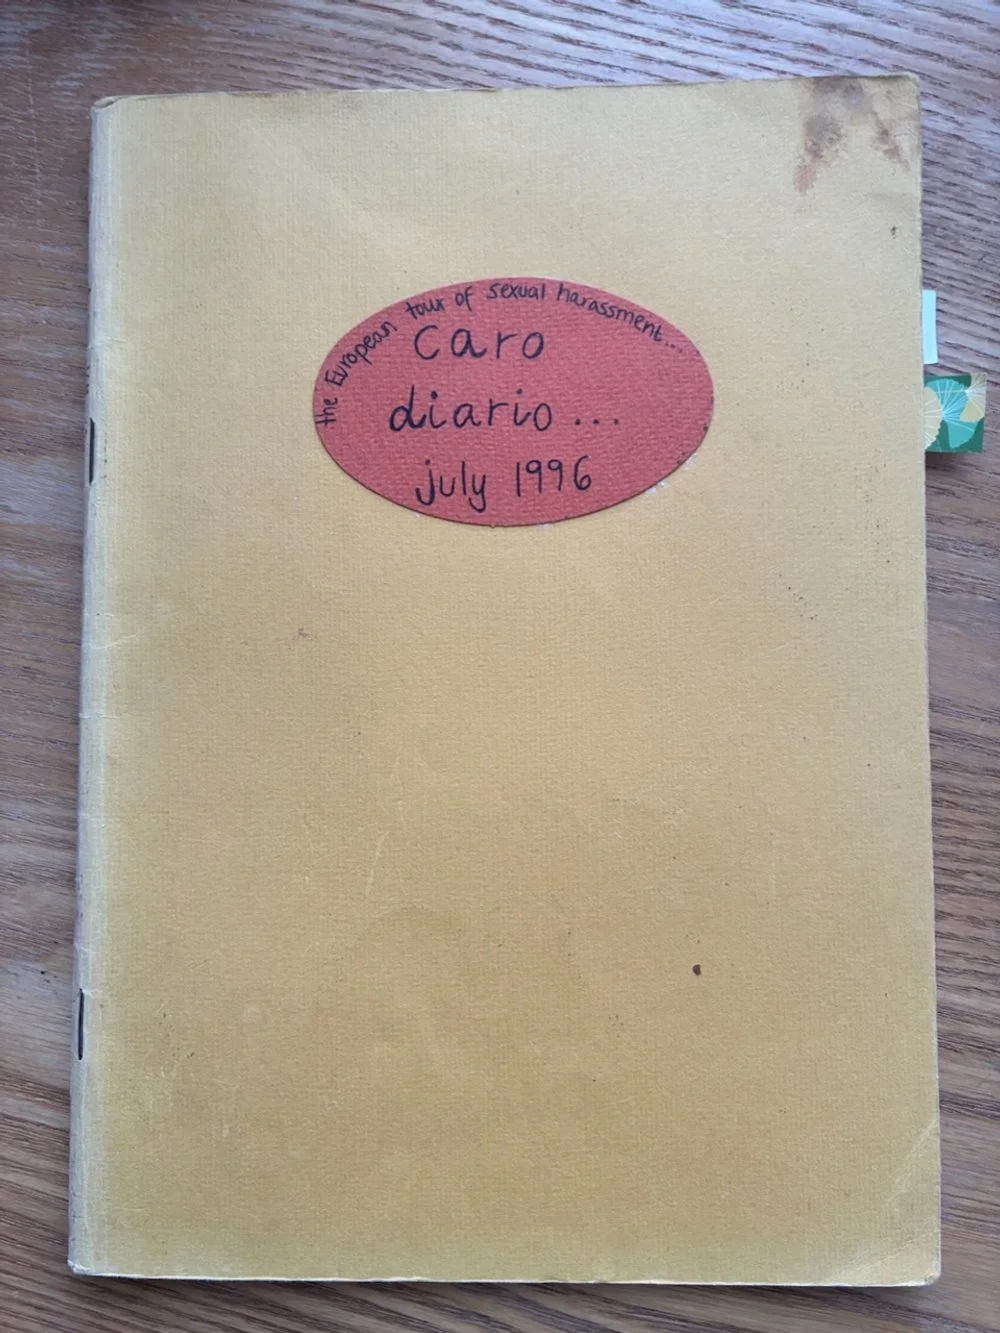 the European tour of sexual harassment...
caro
diario...
july 1996